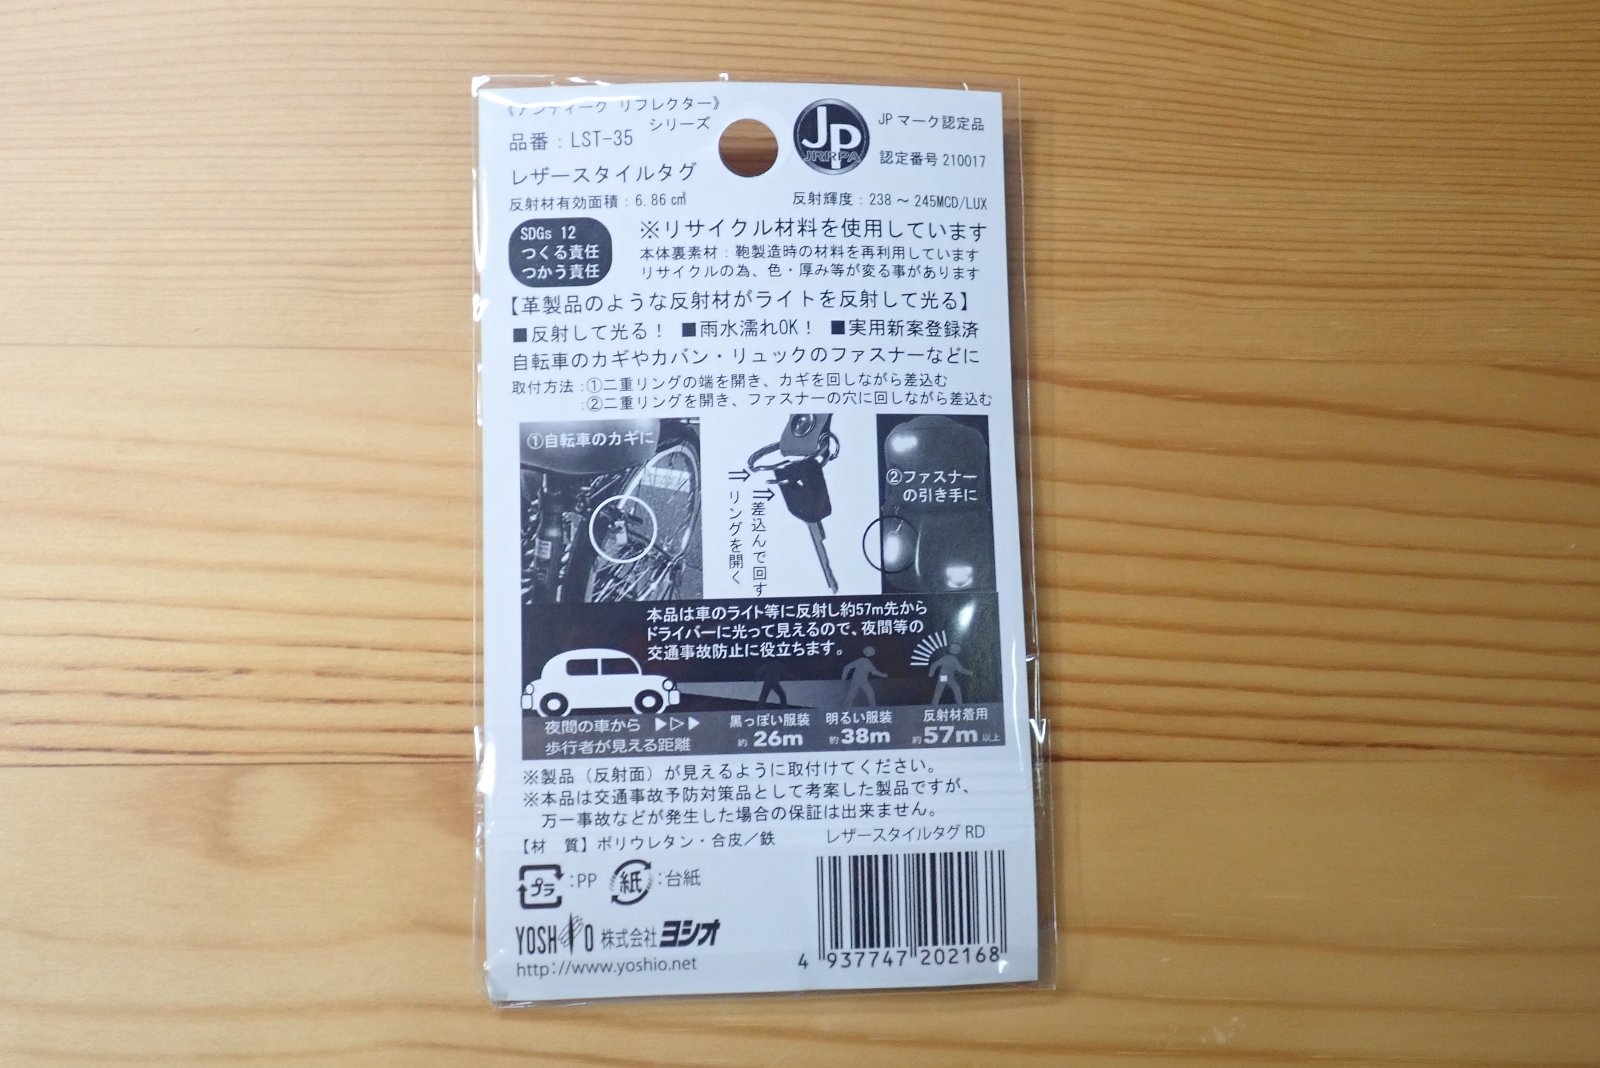 《アンティーク リフレクター》
シリーズ
品番：LST-35
JP
JRRPA
JP マーク認定品
認定番号 210017
レザースタイルタグ
反射材有効面積：6.86㎠
反射輝度：238 ～ 245MCD/LUX
SDGs 12
つくる責任
つかう責任
※リサイクル材料を使用しています
本体裏素材：鞄製造時の材料を再利用しています
リサイクルの為、色・厚み等が変る事があります
【革製品のような反射材がライトを反射して光る】
■反射して光る！ ■雨水濡れOK！ ■実用新案登録済
自転車のカギやカバン・リュックのファスナーなどに
取付方法：①二重リングの端を開き、カギを回しながら差込む
：②二重リングを開き、ファスナーの穴に回しながら差込む
①自転車のカギに
⇒リングを開く
⇒差込んで回す
②ファスナー
の引き手に
本品は車のライト等に反射し約57m先から
ドライバーに光って見えるので、夜間等の
交通事故防止に役立ちます。
夜間の車から ▶▷▶
歩行者が見える距離
黒っぽい服装
約26m
明るい服装
約38m
反射材着用
約57m以上
※製品（反射面）が見えるように取付けてください。
※本品は交通事故予防対策品として考案した製品ですが、
万一事故などが発生した場合の保証は出来ません。
【材 質】ポリウレタン・合皮／鉄
レザースタイルタグ RD
プラ：PP 紙：台紙
YOSHIO 株式会社ヨシオ
http://www.yoshio.net
4 937747 202168